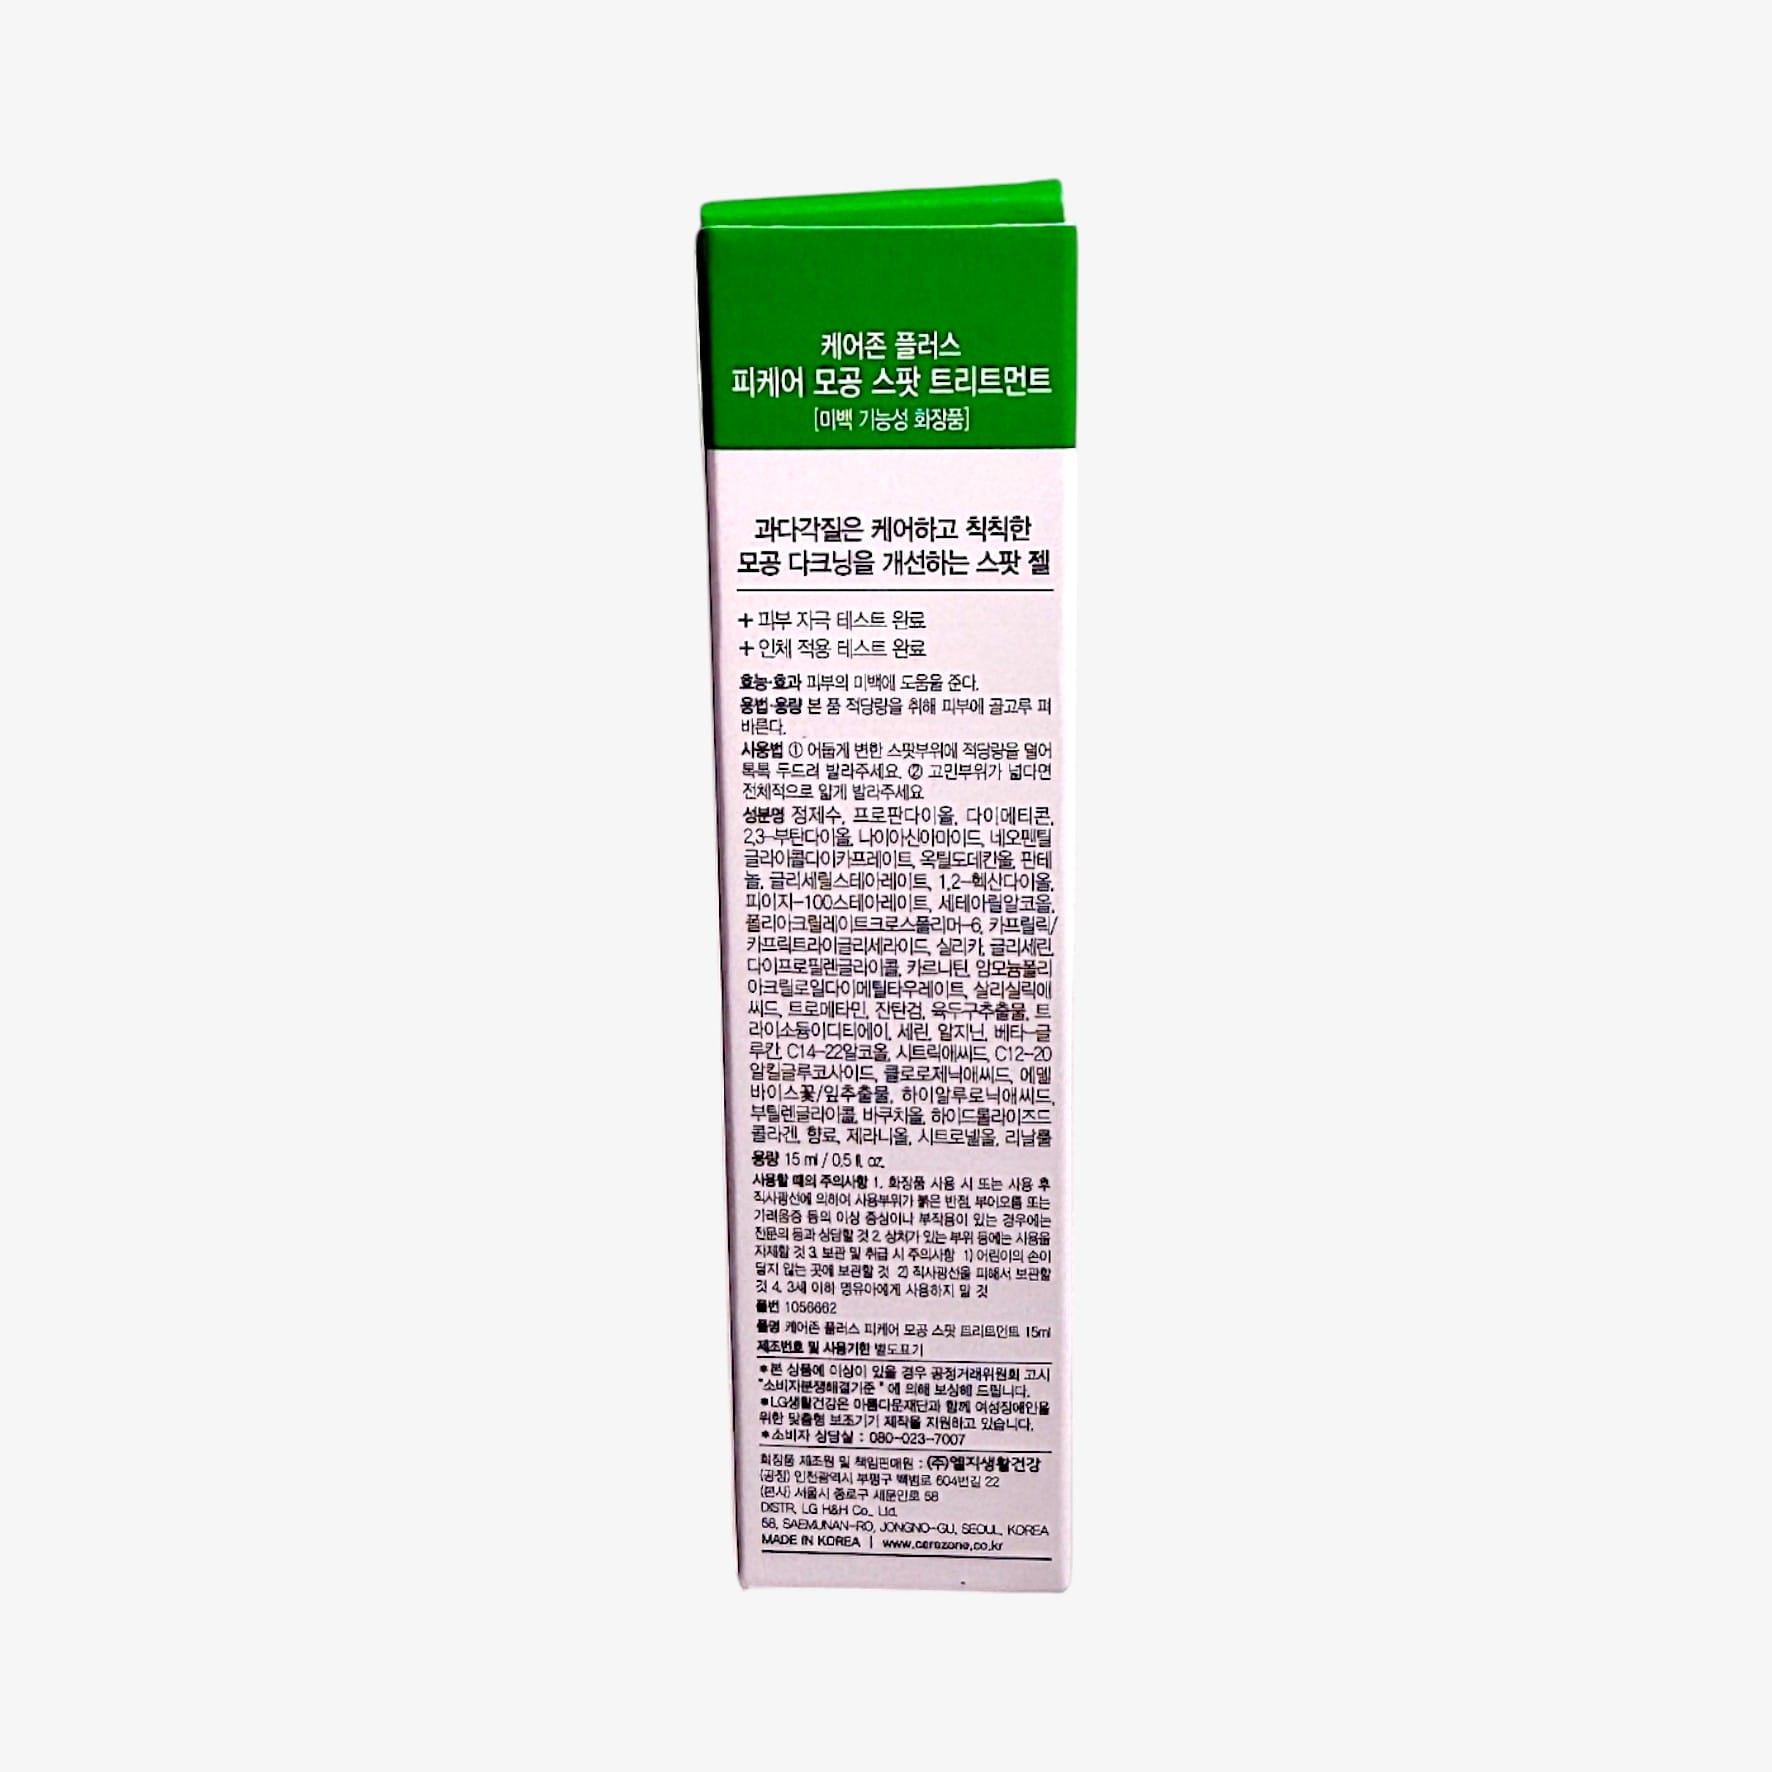 케어존 플러스
피케어 모공 스팟 트리트먼트
[미백 기능성 화장품]
과다각질은 케어하고 칙칙한
모공 다크닝을 개선하는 스팟 젤
+ 피부 자극 테스트 완료
+ 인체 적용 테스트 완료
효능·효과 피부의 미백에 도움을 준다.
용법·용량 본 품 적당량을 취해 피부에 골고루 펴
바른다.
사용법 ① 어둡게 변한 스팟부위에 적당량을 덜어
톡톡 두드려 발라주세요. ② 고민부위가 넓다면
전체적으로 얇게 발라주세요
성분명 정제수, 프로판다이올, 다이메티콘,
2,3-부탄다이올, 나이아신아마이드, 네오펜틸
글라이콜다이카프레이트, 옥틸도데칸올, 판테
놀, 글리세릴스테아레이트, 1,2-헥산다이올,
피이지-100스테아레이트, 세테아릴알코올,
폴리아크릴레이트크로스폴리머-6, 카프릴릭/
카프릭트라이글리세라이드, 실리카, 글리세린,
다이프로필렌글라이콜, 카르니틴, 암모늄폴리
아크릴로일다이메틸타우레이트, 살리실릭애
씨드, 트로메타민, 잔탄검, 육두구추출물, 트
라이소듐이디티에이, 세린, 알지닌, 베타-글
루칸, C14-22알코올, 시트릭애씨드, C12-20
알킬글루코사이드, 클로로제닉애씨드, 에델
바이스꽃/잎추출물, 하이알루로닉애씨드,
부틸렌글라이콜, 바쿠치올, 하이드롤라이즈드
콜라겐, 향료, 제라니올, 시트로넬올, 리날룰
용량 15 ml / 0.5 fl. oz.
사용할 때의 주의사항 1. 화장품 사용 시 또는 사용 후
직사광선에 의하여 사용부위가 붉은 반점, 부어오름 또는
가려움증 등의 이상 증상이나 부작용이 있는 경우에는
전문의 등과 상담할 것 2. 상처가 있는 부위 등에는 사용을
자제할 것 3. 보관 및 취급 시 주의사항 1) 어린이의 손이
닿지 않는 곳에 보관할 것 2) 직사광선을 피해서 보관할
것 4. 3세 이하 영유아에게 사용하지 말 것
품번 1056662
품명 케어존 플러스 피케어 모공 스팟 트리트먼트 15ml
제조번호 및 사용기한 별도표기
*본 상품에 이상이 있을 경우 공정거래위원회 고시
"소비자분쟁해결기준"에 의해 보상해 드립니다.
*LG생활건강은 아름다운재단과 함께 여성장애인을
위한 맞춤형 보조기기 제작을 지원하고 있습니다.
*소비자 상담실 : 080-023-7007
화장품 제조원 및 책임판매원 : (주)엘지생활건강
(공장) 인천광역시 부평구 백범로 604번길 22
(본사) 서울시 종로구 새문안로 58
DISTR. LG H&H Co., Ltd.
58, SAEMUNAN-RO, JONGNO-GU, SEOUL, KOREA
MADE IN KOREA | www.carezone.co.kr